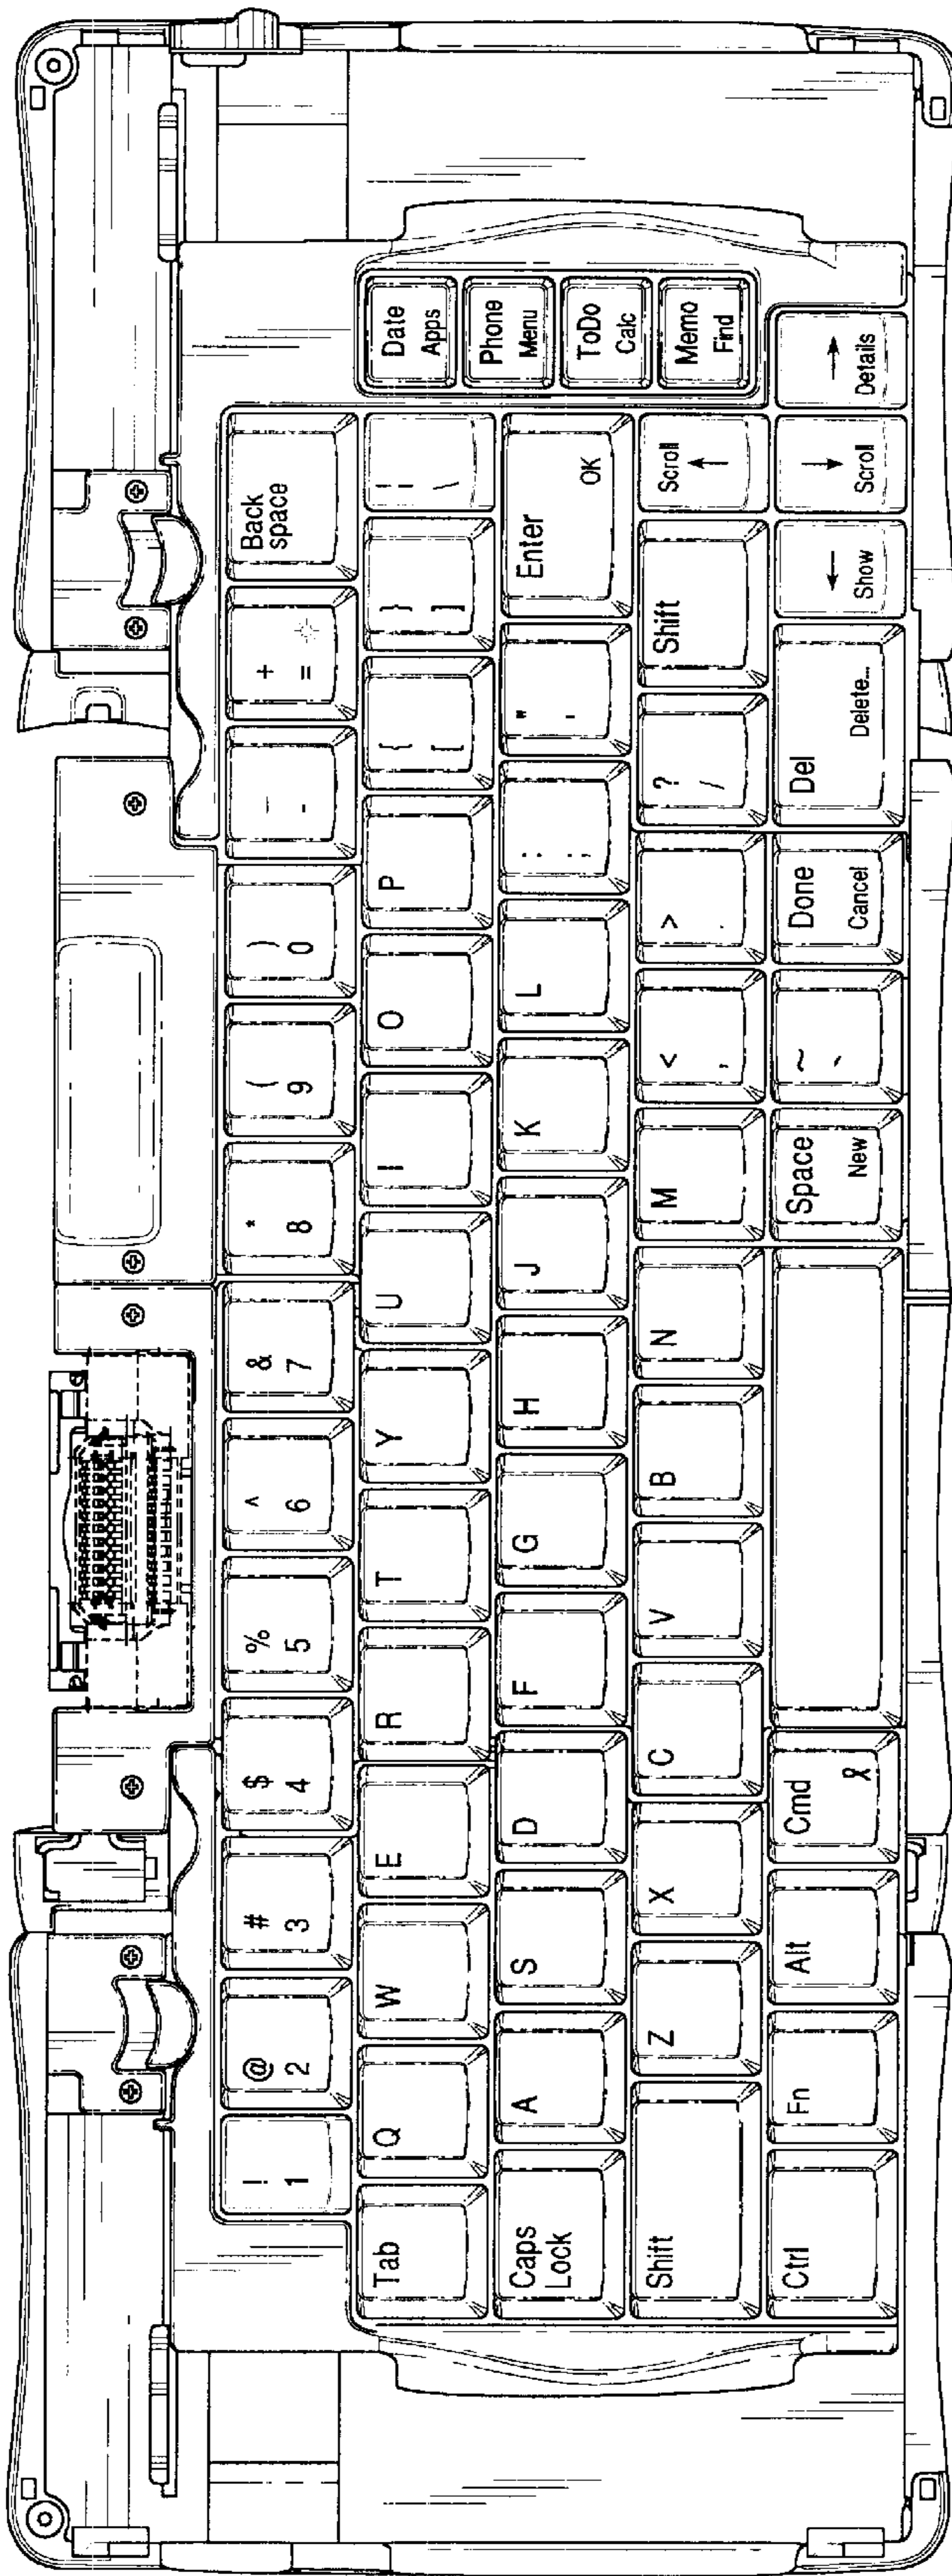 ! @ # $ % ^ & * ( ) _ +
1 2 3 4 5 6 7 8 9 0 - = Back space
Tab Q W E R T Y U I O P { [ } ] | \
Date Apps
Phone Menu
ToDo Calc
Memo Find
Caps Lock A S D F G H J K L : ; " ' Enter OK
Shift Z X C V B N M < , > . ? / Shift Scroll ↑
Ctrl Fn Alt Cmd Space New ~ ` Done Cancel Del Delete... ← Show ↓ Scroll → Details